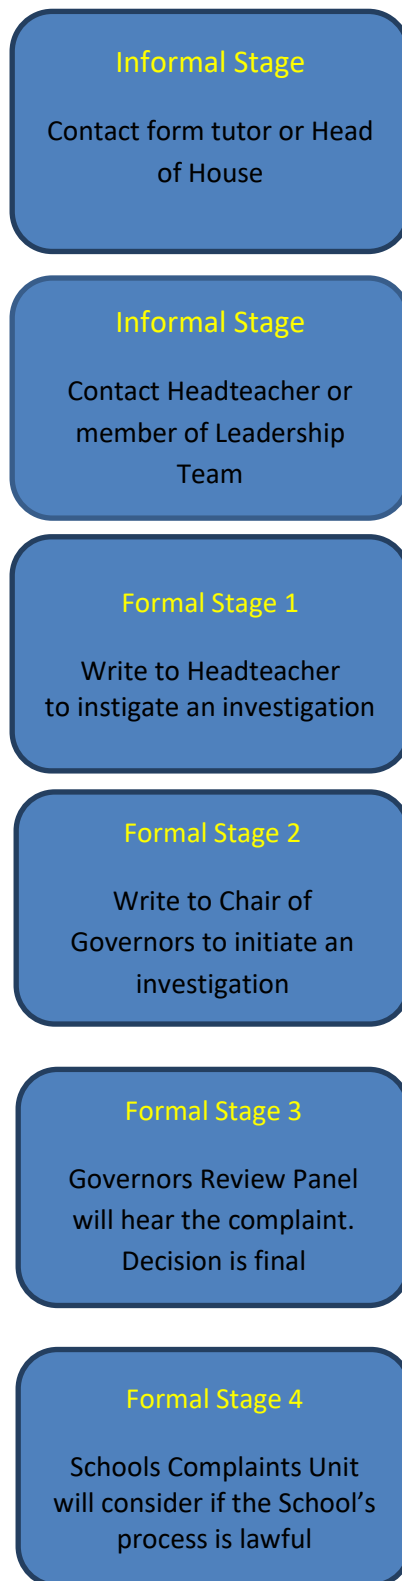 Informal Stage
Contact form tutor or Head
of House
Informal Stage
Contact Headteacher or
member of Leadership
Team
Formal Stage 1
Write to Headteacher
to instigate an investigation
Formal Stage 2
Write to Chair of
Governors to initiate an
investigation
Formal Stage 3
Governors Review Panel
will hear the complaint.
Decision is final
Formal Stage 4
Schools Complaints Unit
will consider if the School’s
process is lawful